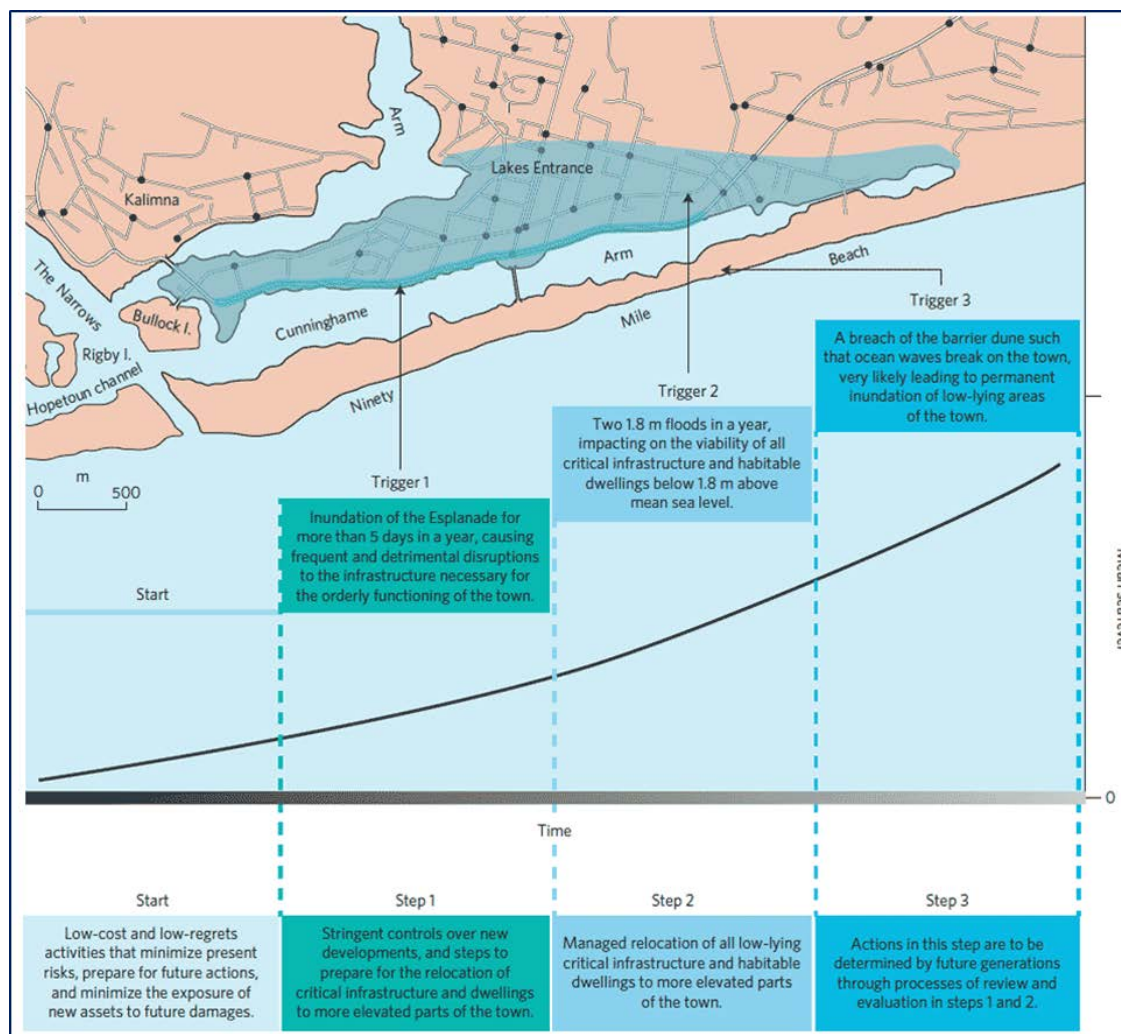 Arm
Lakes Entrance
Kalimna
The Narrows
Arm
Beach
Bullock I.
Cunninghame
Mile
Rigby I.
Hopetoun channel
Ninety
m
0 500
Trigger 3
A breach of the barrier dune such
that ocean waves break on the town,
very likely leading to permanent
inundation of low-lying areas
of the town.
Trigger 2
Two 1.8 m floods in a year,
impacting on the viability of all
critical infrastructure and habitable
dwellings below 1.8 m above
mean sea level.
Trigger 1
Inundation of the Esplanade for
more than 5 days in a year, causing
frequent and detrimental disruptions
to the infrastructure necessary for
the orderly functioning of the town.
Start
0
Time
Start
Low-cost and low-regrets
activities that minimize present
risks, prepare for future actions,
and minimize the exposure of
new assets to future damages.
Step 1
Stringent controls over new
developments, and steps to
prepare for the relocation of
critical infrastructure and dwellings
to more elevated parts of the town.
Step 2
Managed relocation of all low-lying
critical infrastructure and habitable
dwellings to more elevated parts
of the town.
Step 3
Actions in this step are to be
determined by future generations
through processes of review and
evaluation in steps 1 and 2.